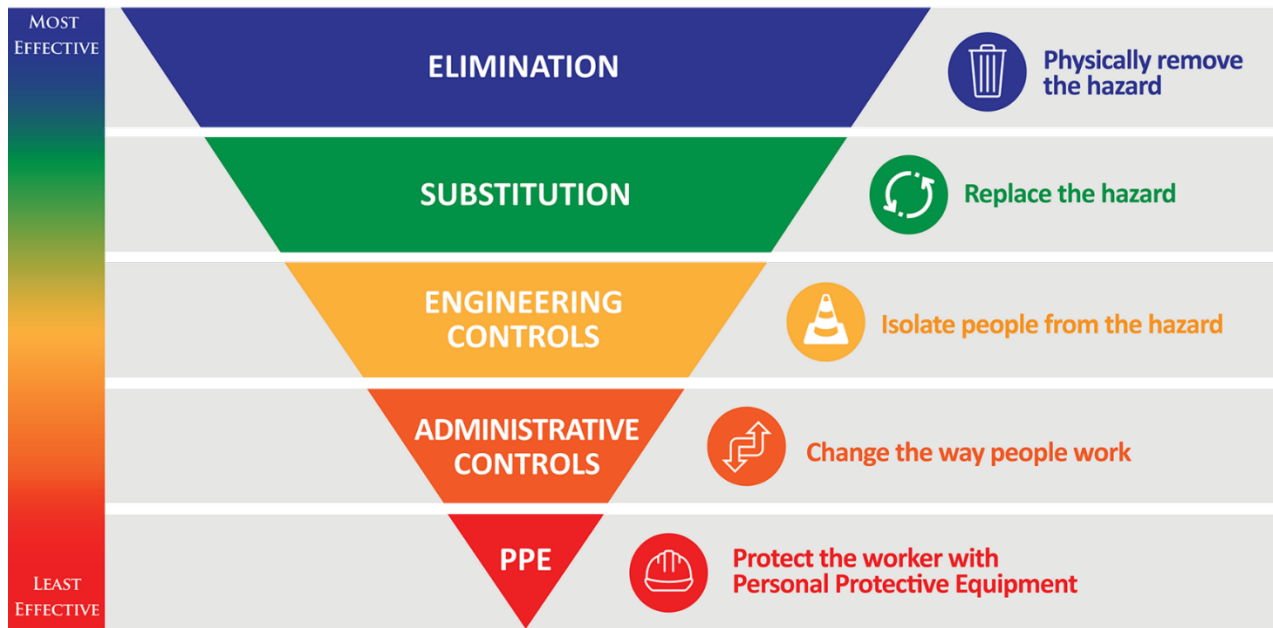 MOST
EFFECTIVE
ELIMINATION
Physically remove
the hazard
SUBSTITUTION
Replace the hazard
ENGINEERING
CONTROLS
Isolate people from the hazard
ADMINISTRATIVE
CONTROLS
Change the way people work
PPE
Protect the worker with
Personal Protective Equipment
LEAST
EFFECTIVE